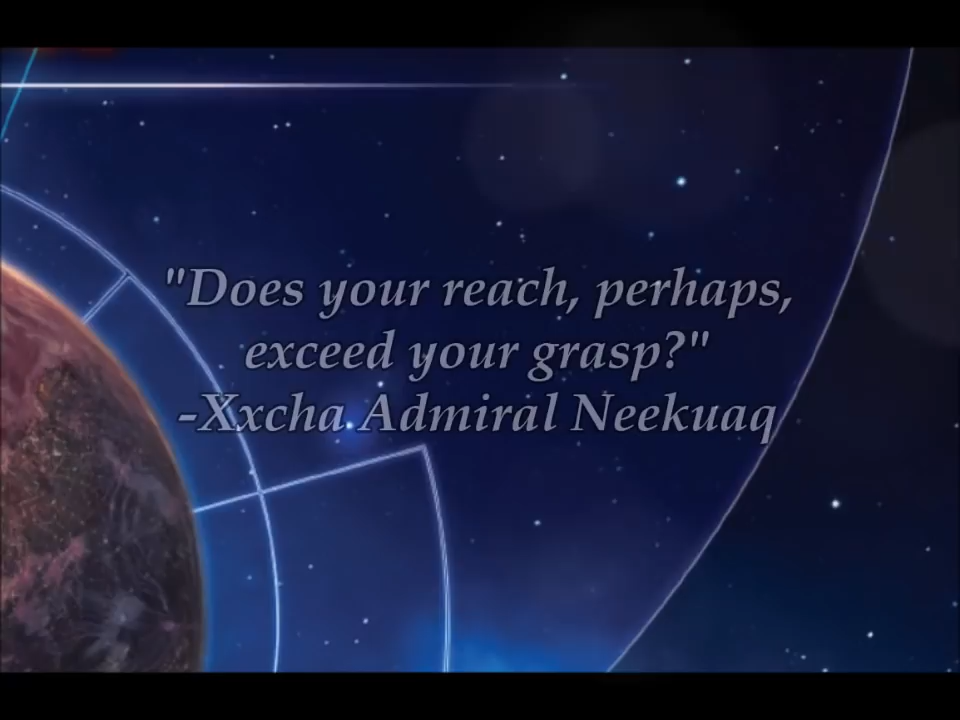 "Does your reach, perhaps,
exceed your grasp?"
-Xxcha Admiral Neekuaq